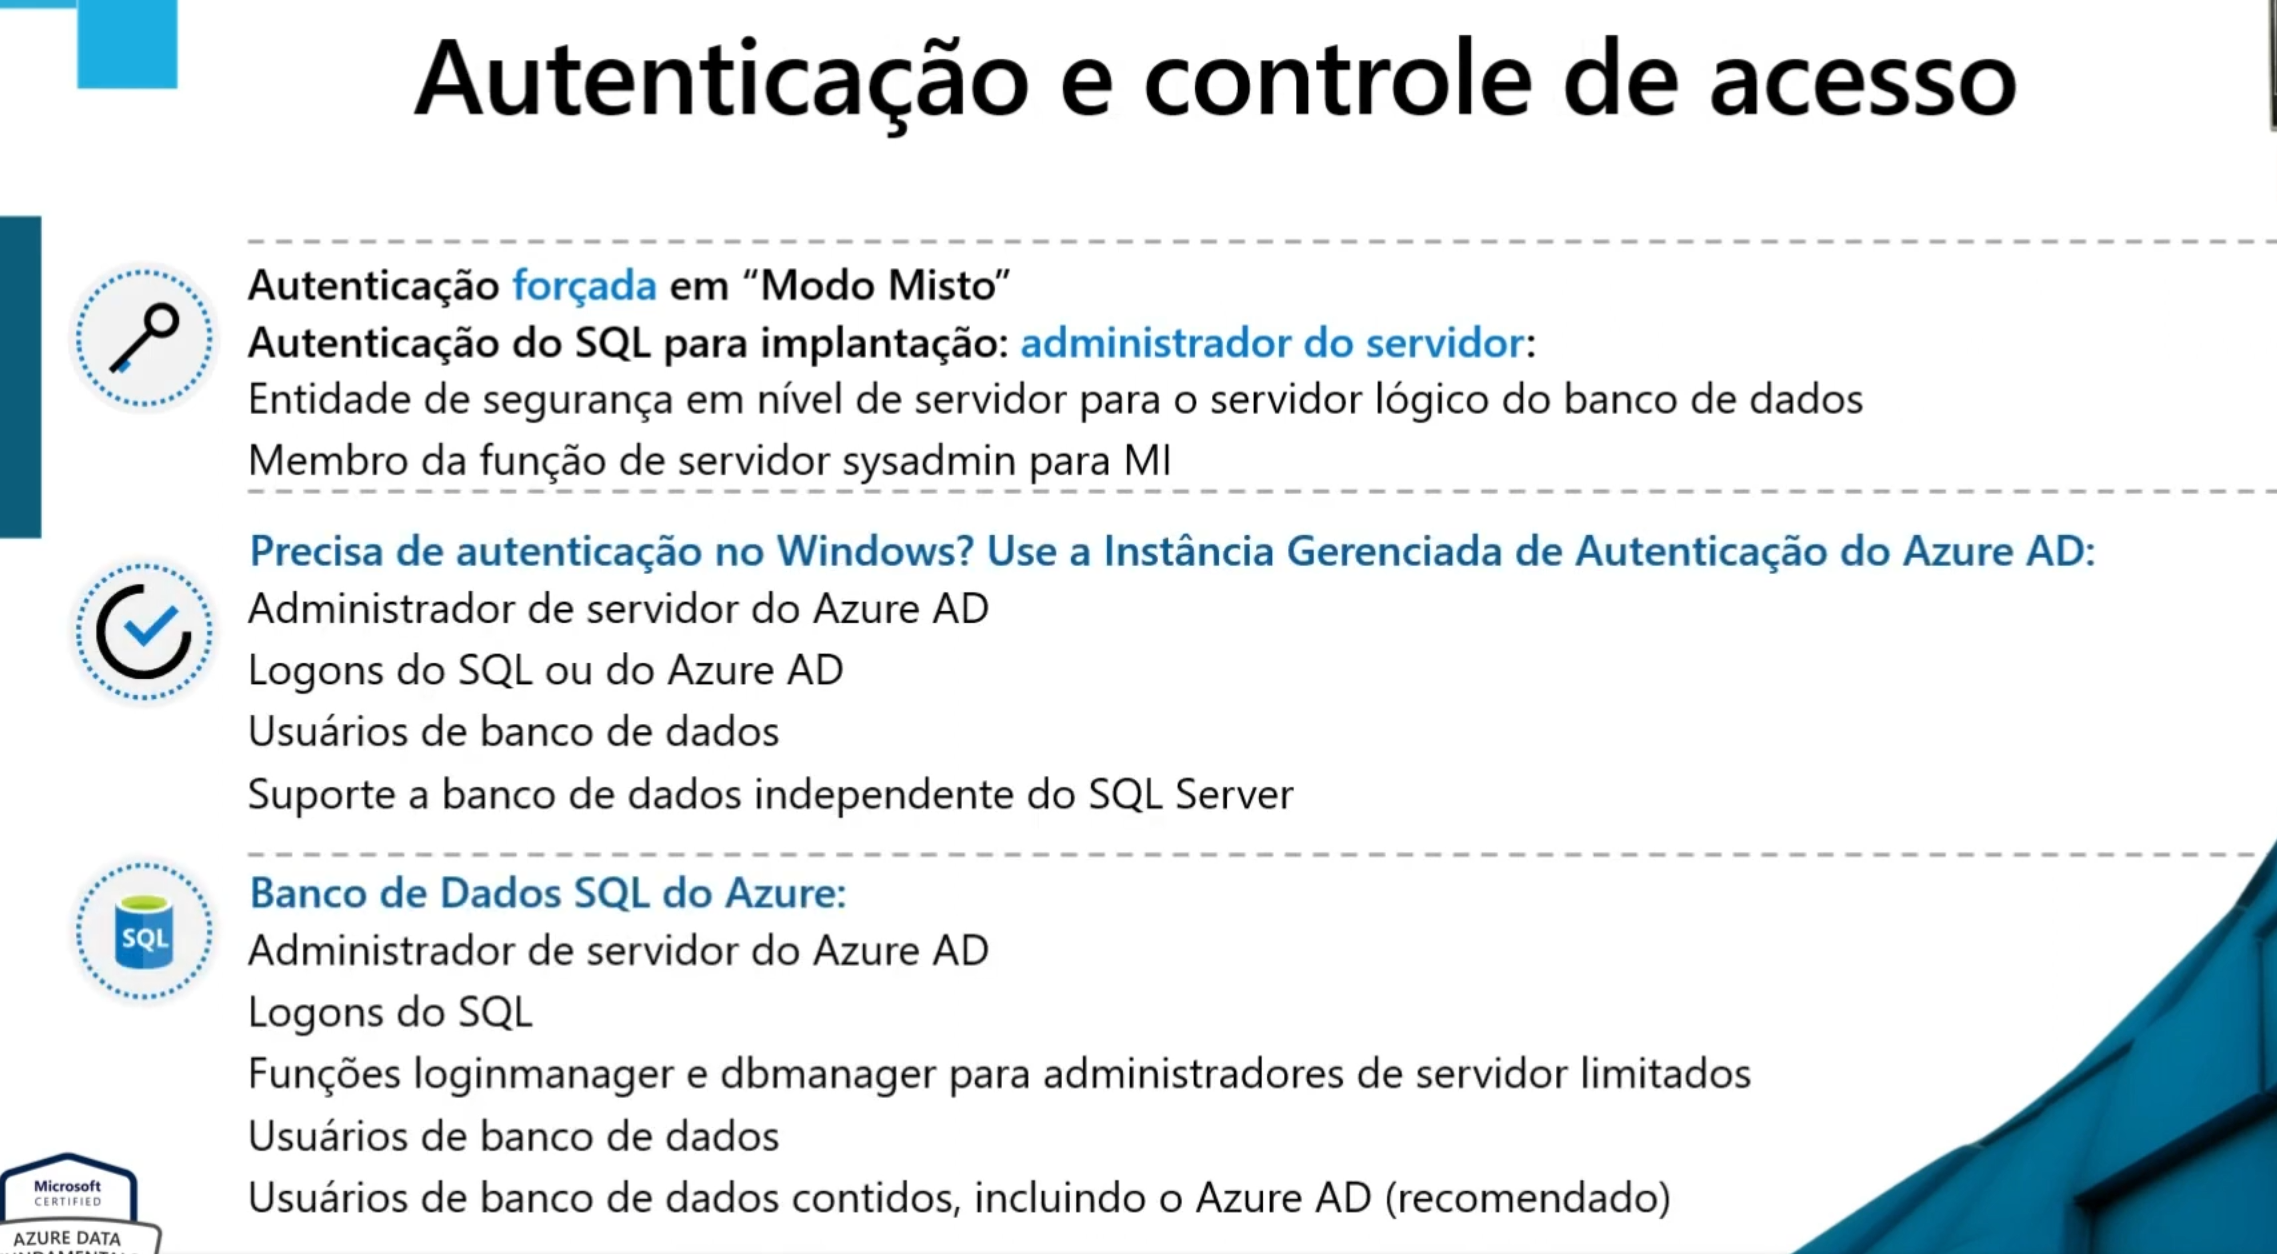 Autenticação e controle de acesso
Autenticação forçada em “Modo Misto”
Autenticação do SQL para implantação: administrador do servidor:
Entidade de segurança em nível de servidor para o servidor lógico do banco de dados
Membro da função de servidor sysadmin para MI
Precisa de autenticação no Windows? Use a Instância Gerenciada de Autenticação do Azure AD:
Administrador de servidor do Azure AD
Logons do SQL ou do Azure AD
Usuários de banco de dados
Suporte a banco de dados independente do SQL Server
Banco de Dados SQL do Azure:
SQL
Administrador de servidor do Azure AD
Logons do SQL
Funções loginmanager e dbmanager para administradores de servidor limitados
Usuários de banco de dados
Usuários de banco de dados contidos, incluindo o Azure AD (recomendado)
Microsoft
CERTIFIED
AZURE DATA